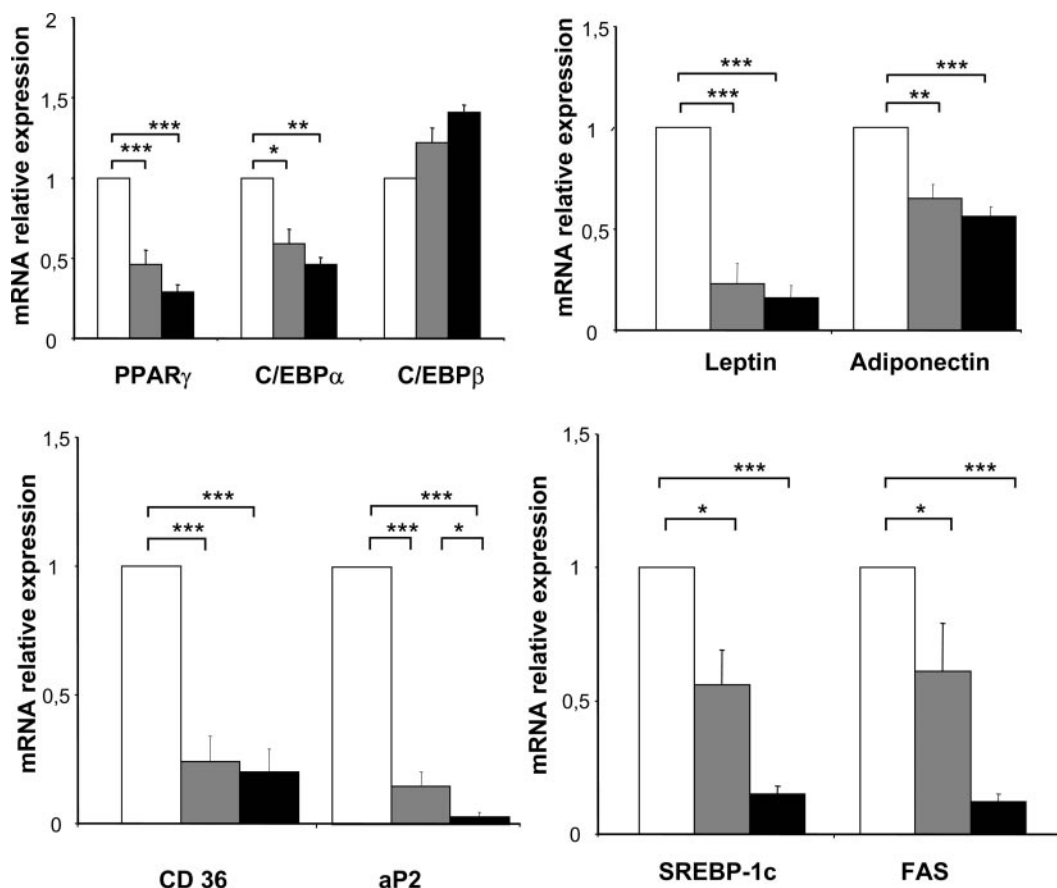 mRNA relative expression
2
1,5
1
0,5
0
*** ***
** *
PPARγ C/EBPα C/EBPβ
mRNA relative expression
1,5
1
0,5
0
*** ***
*** **
Leptin Adiponectin
mRNA relative expression
1,5
1
0,5
0
*** ***
*** *** *
CD 36 aP2
mRNA relative expression
1,5
1
0,5
0
*** ***
* *
SREBP-1c FAS